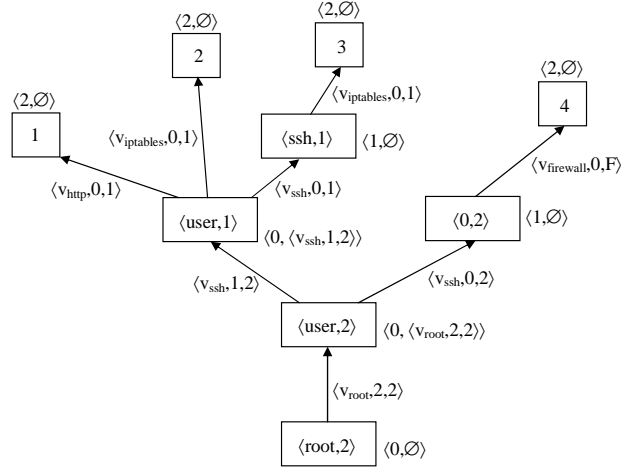 ⟨2,∅⟩
3
⟨2,∅⟩
2
⟨2,∅⟩
4
⟨2,∅⟩
1
⟨v_iptables,0,1⟩
⟨v_iptables,0,1⟩
⟨ssh,1⟩
⟨1,∅⟩
⟨v_firewall,0,F⟩
⟨v_http,0,1⟩
⟨v_ssh,0,1⟩
⟨user,1⟩
⟨0, ⟨v_ssh,1,2⟩⟩
⟨0,2⟩
⟨1,∅⟩
⟨v_ssh,1,2⟩
⟨v_ssh,0,2⟩
⟨user,2⟩
⟨0, ⟨v_root,2,2⟩⟩
⟨v_root,2,2⟩
⟨root,2⟩
⟨0,∅⟩